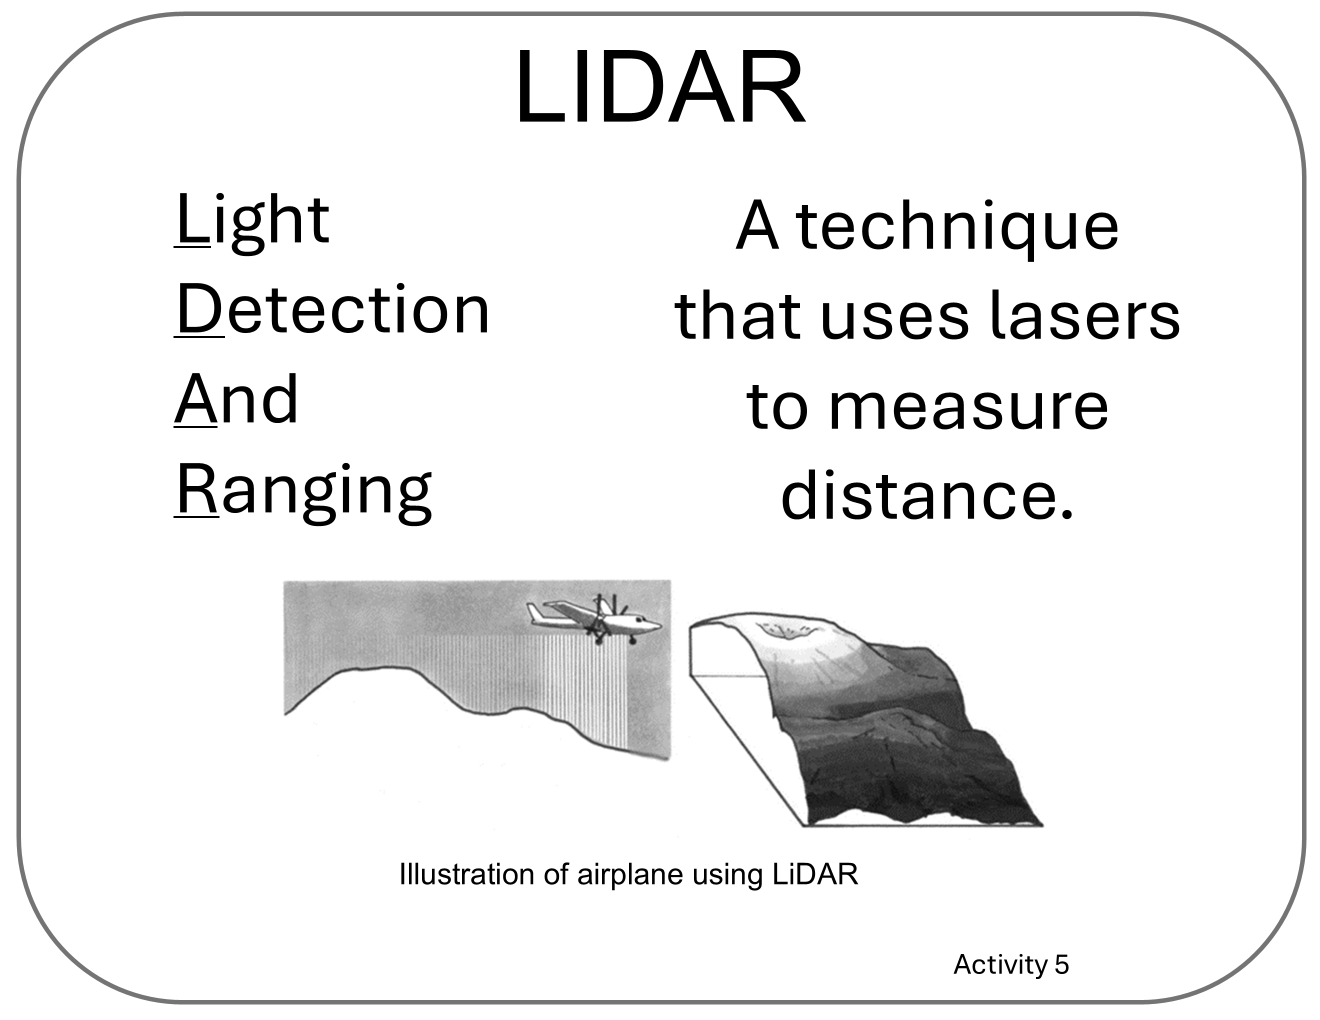 LIDAR
Light
Detection
And
Ranging
A technique
that uses lasers
to measure
distance.
Illustration of airplane using LiDAR
Activity 5